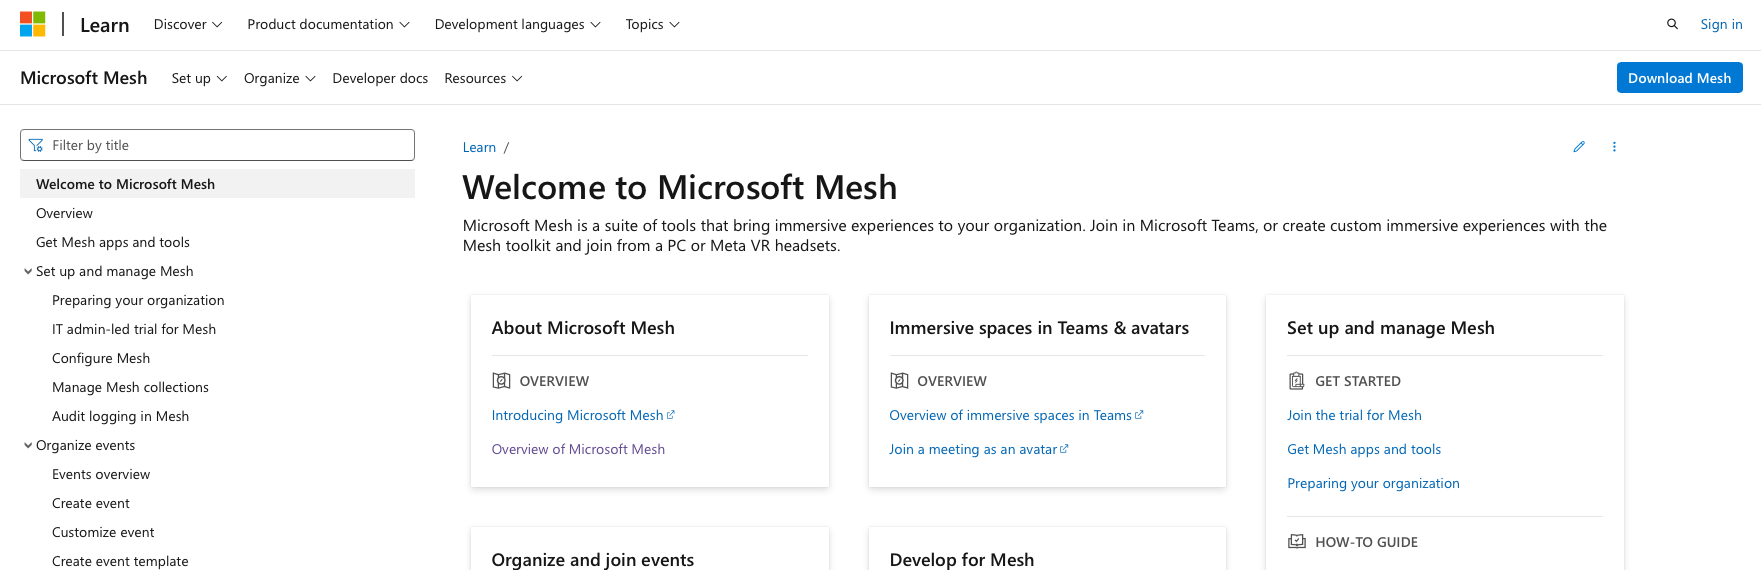 Learn Discover Product documentation Development languages Topics Sign in
Microsoft Mesh Set up Organize Developer docs Resources Download Mesh
Filter by title
Welcome to Microsoft Mesh
Overview
Get Mesh apps and tools
Set up and manage Mesh
Preparing your organization
IT admin-led trial for Mesh
Configure Mesh
Manage Mesh collections
Audit logging in Mesh
Organize events
Events overview
Create event
Customize event
Create event template
Learn /
Welcome to Microsoft Mesh
Microsoft Mesh is a suite of tools that bring immersive experiences to your organization. Join in Microsoft Teams, or create custom immersive experiences with the
Mesh toolkit and join from a PC or Meta VR headsets.
About Microsoft Mesh
OVERVIEW
Introducing Microsoft Mesh
Overview of Microsoft Mesh
Immersive spaces in Teams & avatars
OVERVIEW
Overview of immersive spaces in Teams
Join a meeting as an avatar
Set up and manage Mesh
GET STARTED
Join the trial for Mesh
Get Mesh apps and tools
Preparing your organization
HOW-TO GUIDE
Organize and join events
Develop for Mesh